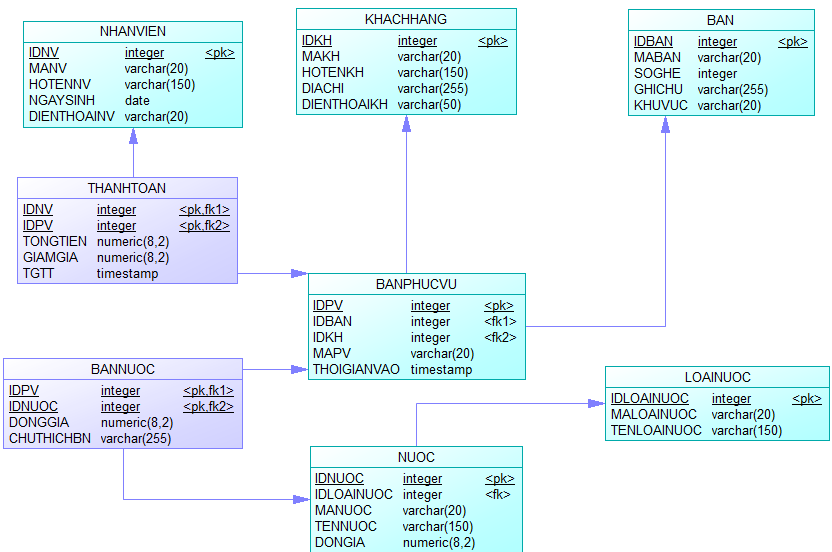 NHANVIEN
IDNV integer <pk>
MANV varchar(20)
HOTENNV varchar(150)
NGAYSINH date
DIENTHOAINV varchar(20)
KHACHHANG
IDKH integer <pk>
MAKH varchar(20)
HOTENKH varchar(150)
DIACHI varchar(255)
DIENTHOAIKH varchar(50)
BAN
IDBAN integer <pk>
MABAN varchar(20)
SOGHE integer
GHICHU varchar(255)
KHUVUC varchar(20)
THANHTOAN
IDNV integer <pk,fk1>
IDPV integer <pk,fk2>
TONGTIEN numeric(8,2)
GIAMGIA numeric(8,2)
TGTT timestamp
BANPHUCVU
IDPV integer <pk>
IDBAN integer <fk1>
IDKH integer <fk2>
MAPV varchar(20)
THOIGIANVAO timestamp
BANNUOC
IDPV integer <pk,fk1>
IDNUOC integer <pk,fk2>
DONGGIA numeric(8,2)
CHUTHICHBN varchar(255)
LOAINUOC
IDLOAINUOC integer <pk>
MALOAINUOC varchar(20)
TENLOAINUOC varchar(150)
NUOC
IDNUOC integer <pk>
IDLOAINUOC integer <fk>
MANUOC varchar(20)
TENNUOC varchar(150)
DONGIA numeric(8,2)